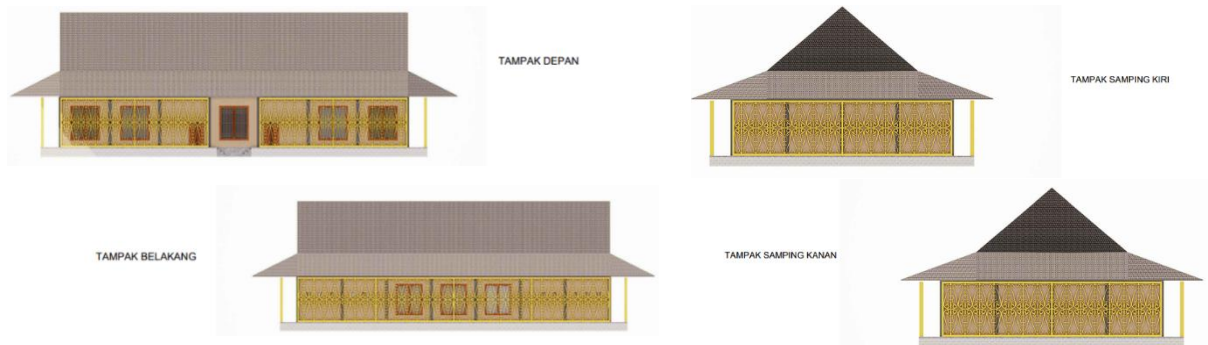 TAMPAK DEPAN
TAMPAK SAMPING KIRI
TAMPAK BELAKANG
TAMPAK SAMPING KANAN